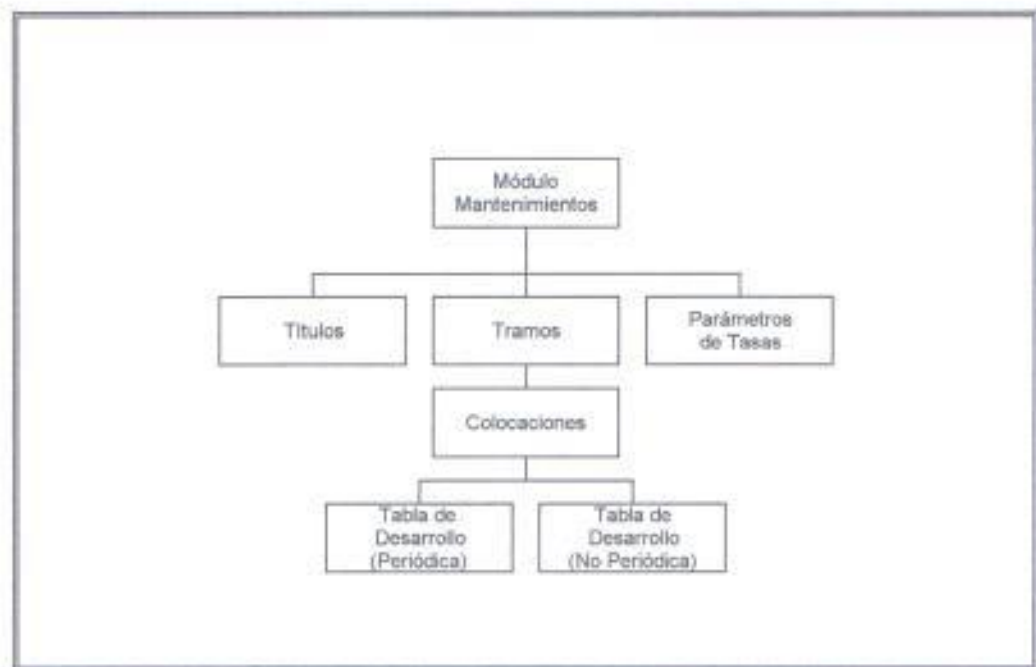 Módulo
Mantenimientos
Títulos
Tramos
Parámetros
de Tasas
Colocaciones
Tabla de
Desarrollo
(Periódica)
Tabla de
Desarrollo
(No Periódica)